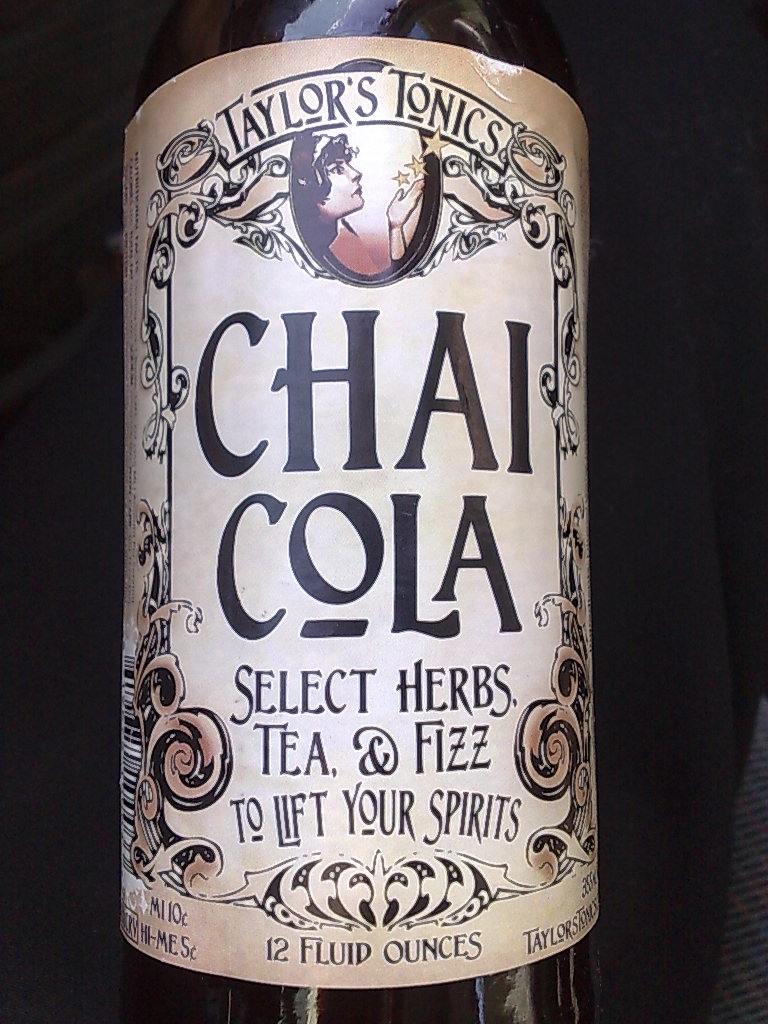 TAYLOR'S TONICS
TM
CHAI
COLA
SELECT HERBS,
TEA, & FIZZ
TO LIFT YOUR SPIRITS
MI 10¢
HI-ME 5¢
12 FLUID OUNCES
TAYLORSTONICS